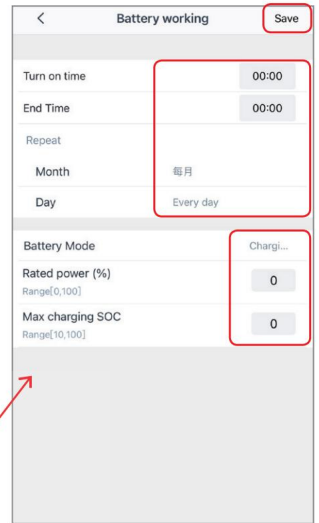 Battery working Save
Turn on time 00:00
End Time 00:00
Repeat
Month 每月
Day Every day
Battery Mode Chargi...
Rated power (%) 0
Range[0,100]
Max charging SOC 0
Range[10,100]